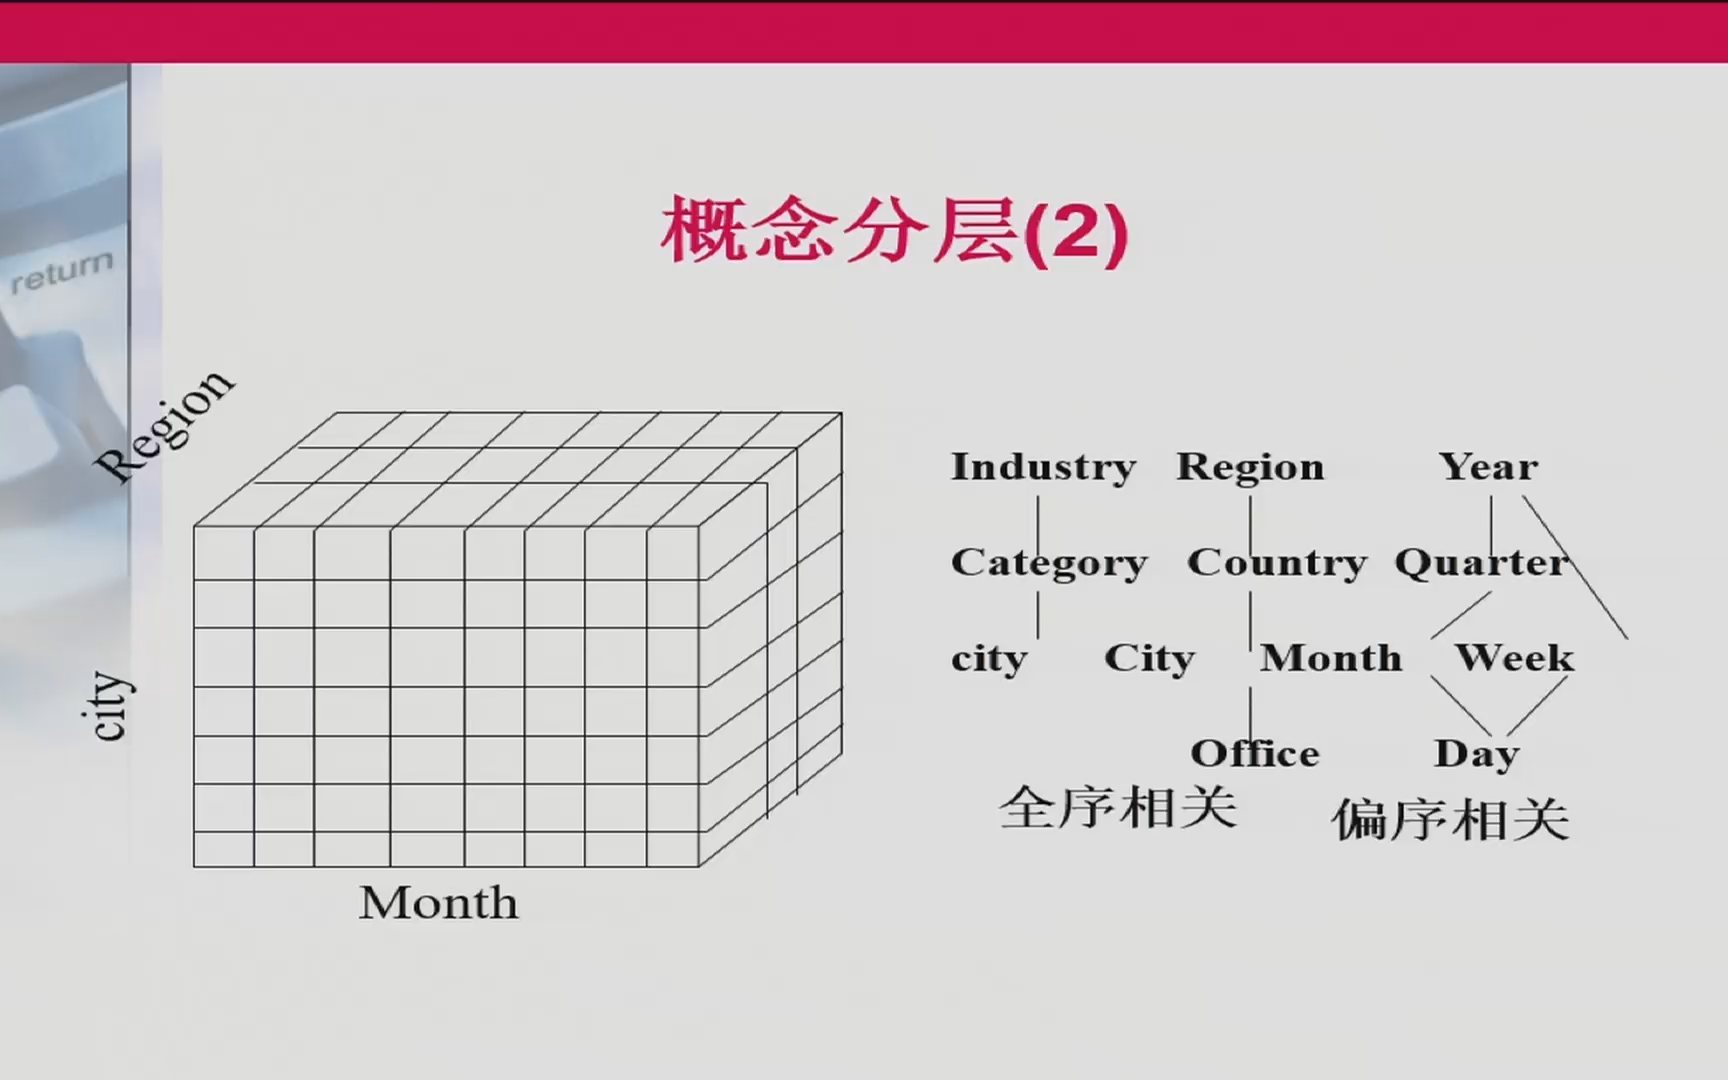 概念分层(2)
return
Region
city
Month
Industry Region Year
Category Country Quarter
city City Month Week
Office Day
全序相关 偏序相关